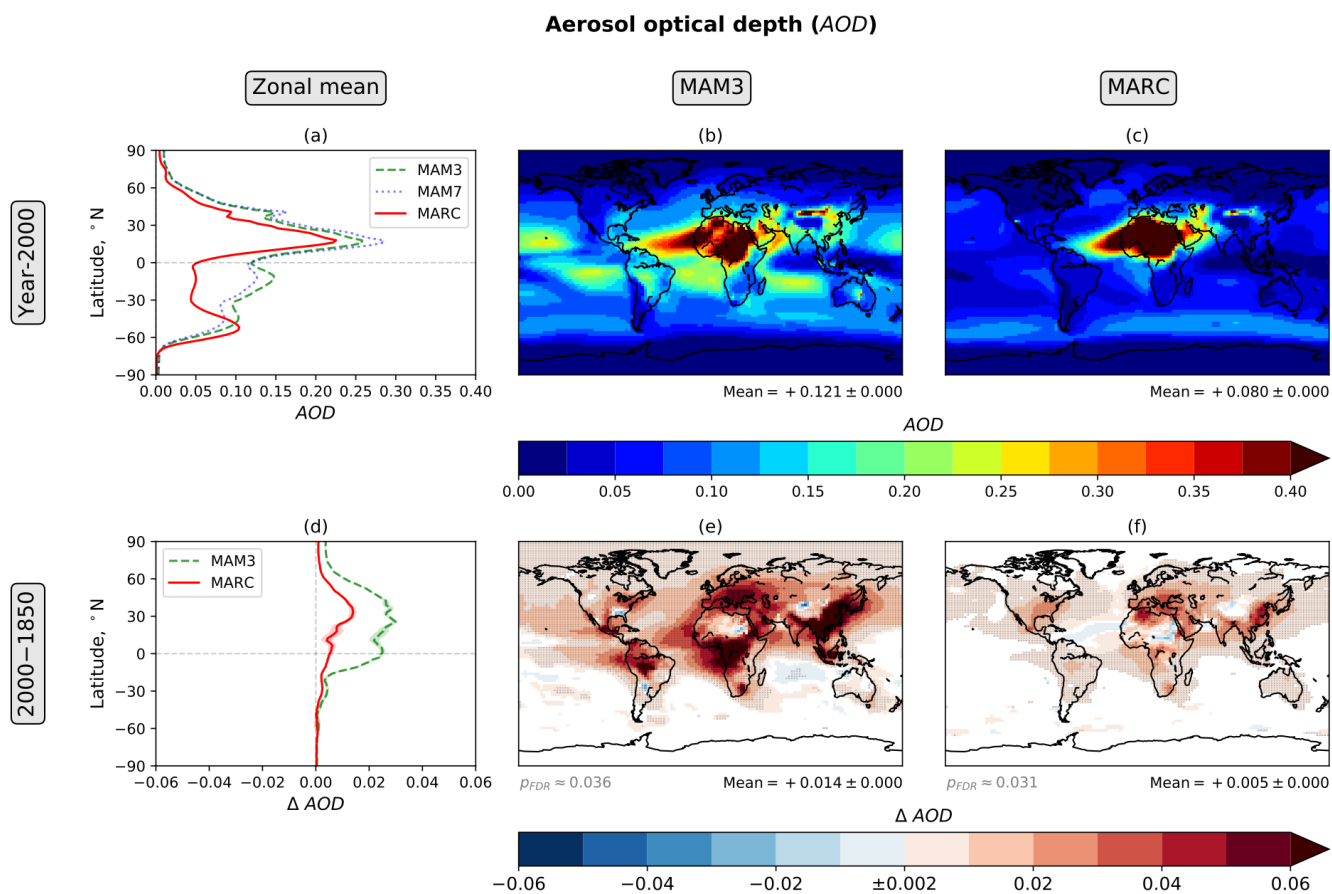 Aerosol optical depth (AOD)
Zonal mean
MAM3
MARC
Year-2000
(a)
(b)
(c)
Latitude, °N
90
60
30
0
−30
−60
−90
MAM3
MAM7
MARC
0.00 0.05 0.10 0.15 0.20 0.25 0.30 0.35 0.40
AOD
Mean = +0.121 ± 0.000
Mean = +0.080 ± 0.000
AOD
0.00 0.05 0.10 0.15 0.20 0.25 0.30 0.35 0.40
2000−1850
(d)
(e)
(f)
Latitude, °N
90
60
30
0
−30
−60
−90
MAM3
MARC
−0.06 −0.04 −0.02 0.00 0.02 0.04 0.06
Δ AOD
pFDR ≈ 0.036
Mean = +0.014 ± 0.000
pFDR ≈ 0.031
Mean = +0.005 ± 0.000
Δ AOD
−0.06 −0.04 −0.02 ±0.002 0.02 0.04 0.06